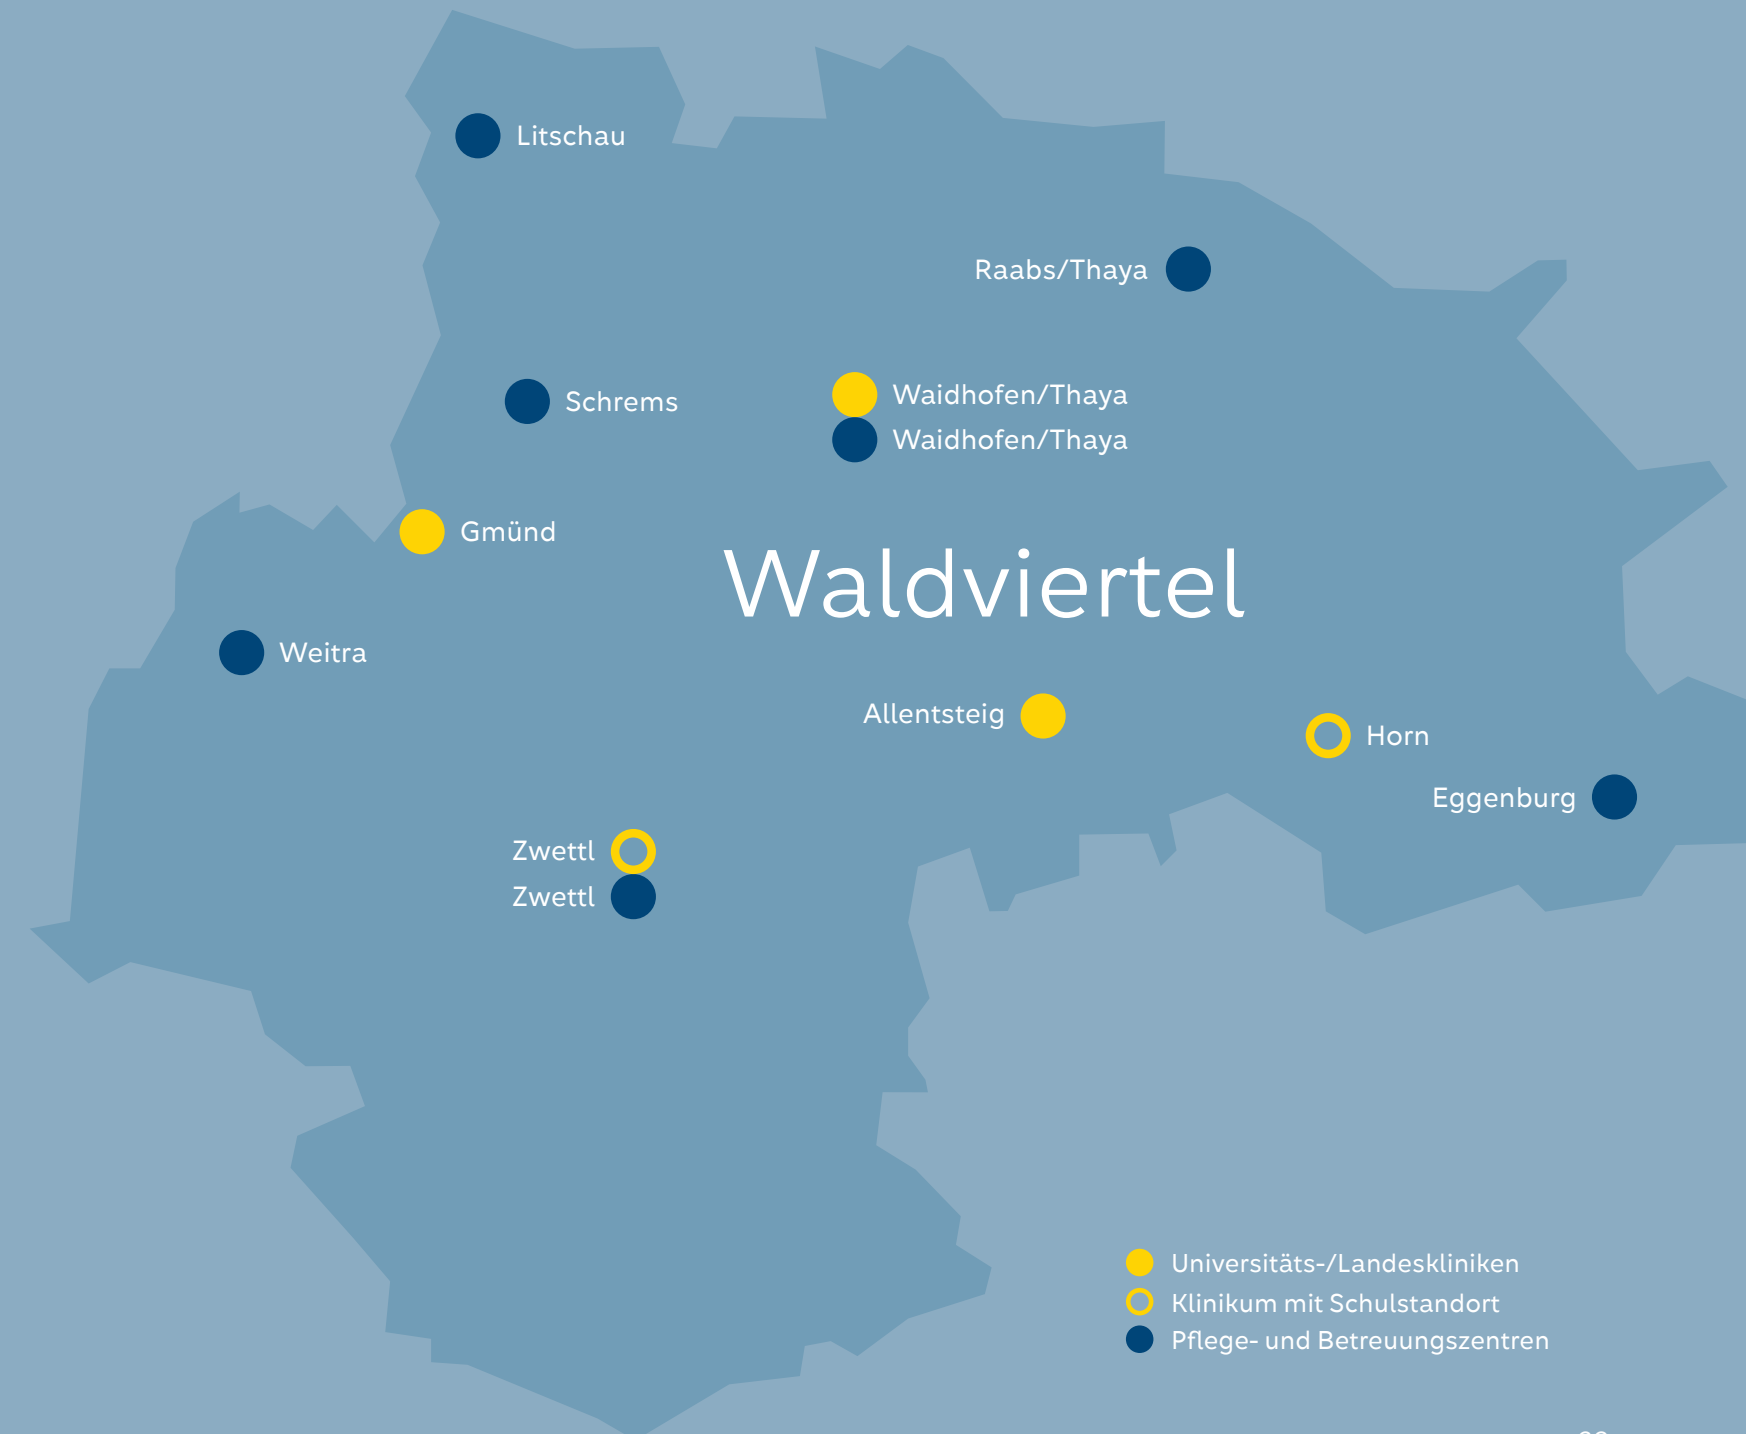 Litschau
Raabs/Thaya
Waidhofen/Thaya
Schrems
Waidhofen/Thaya
Gmünd
Waldviertel
Weitra
Allentsteig
Horn
Eggenburg
Zwettl
Zwettl
Universitäts-/Landeskliniken
Klinikum mit Schulstandort
Pflege- und Betreuungszentren